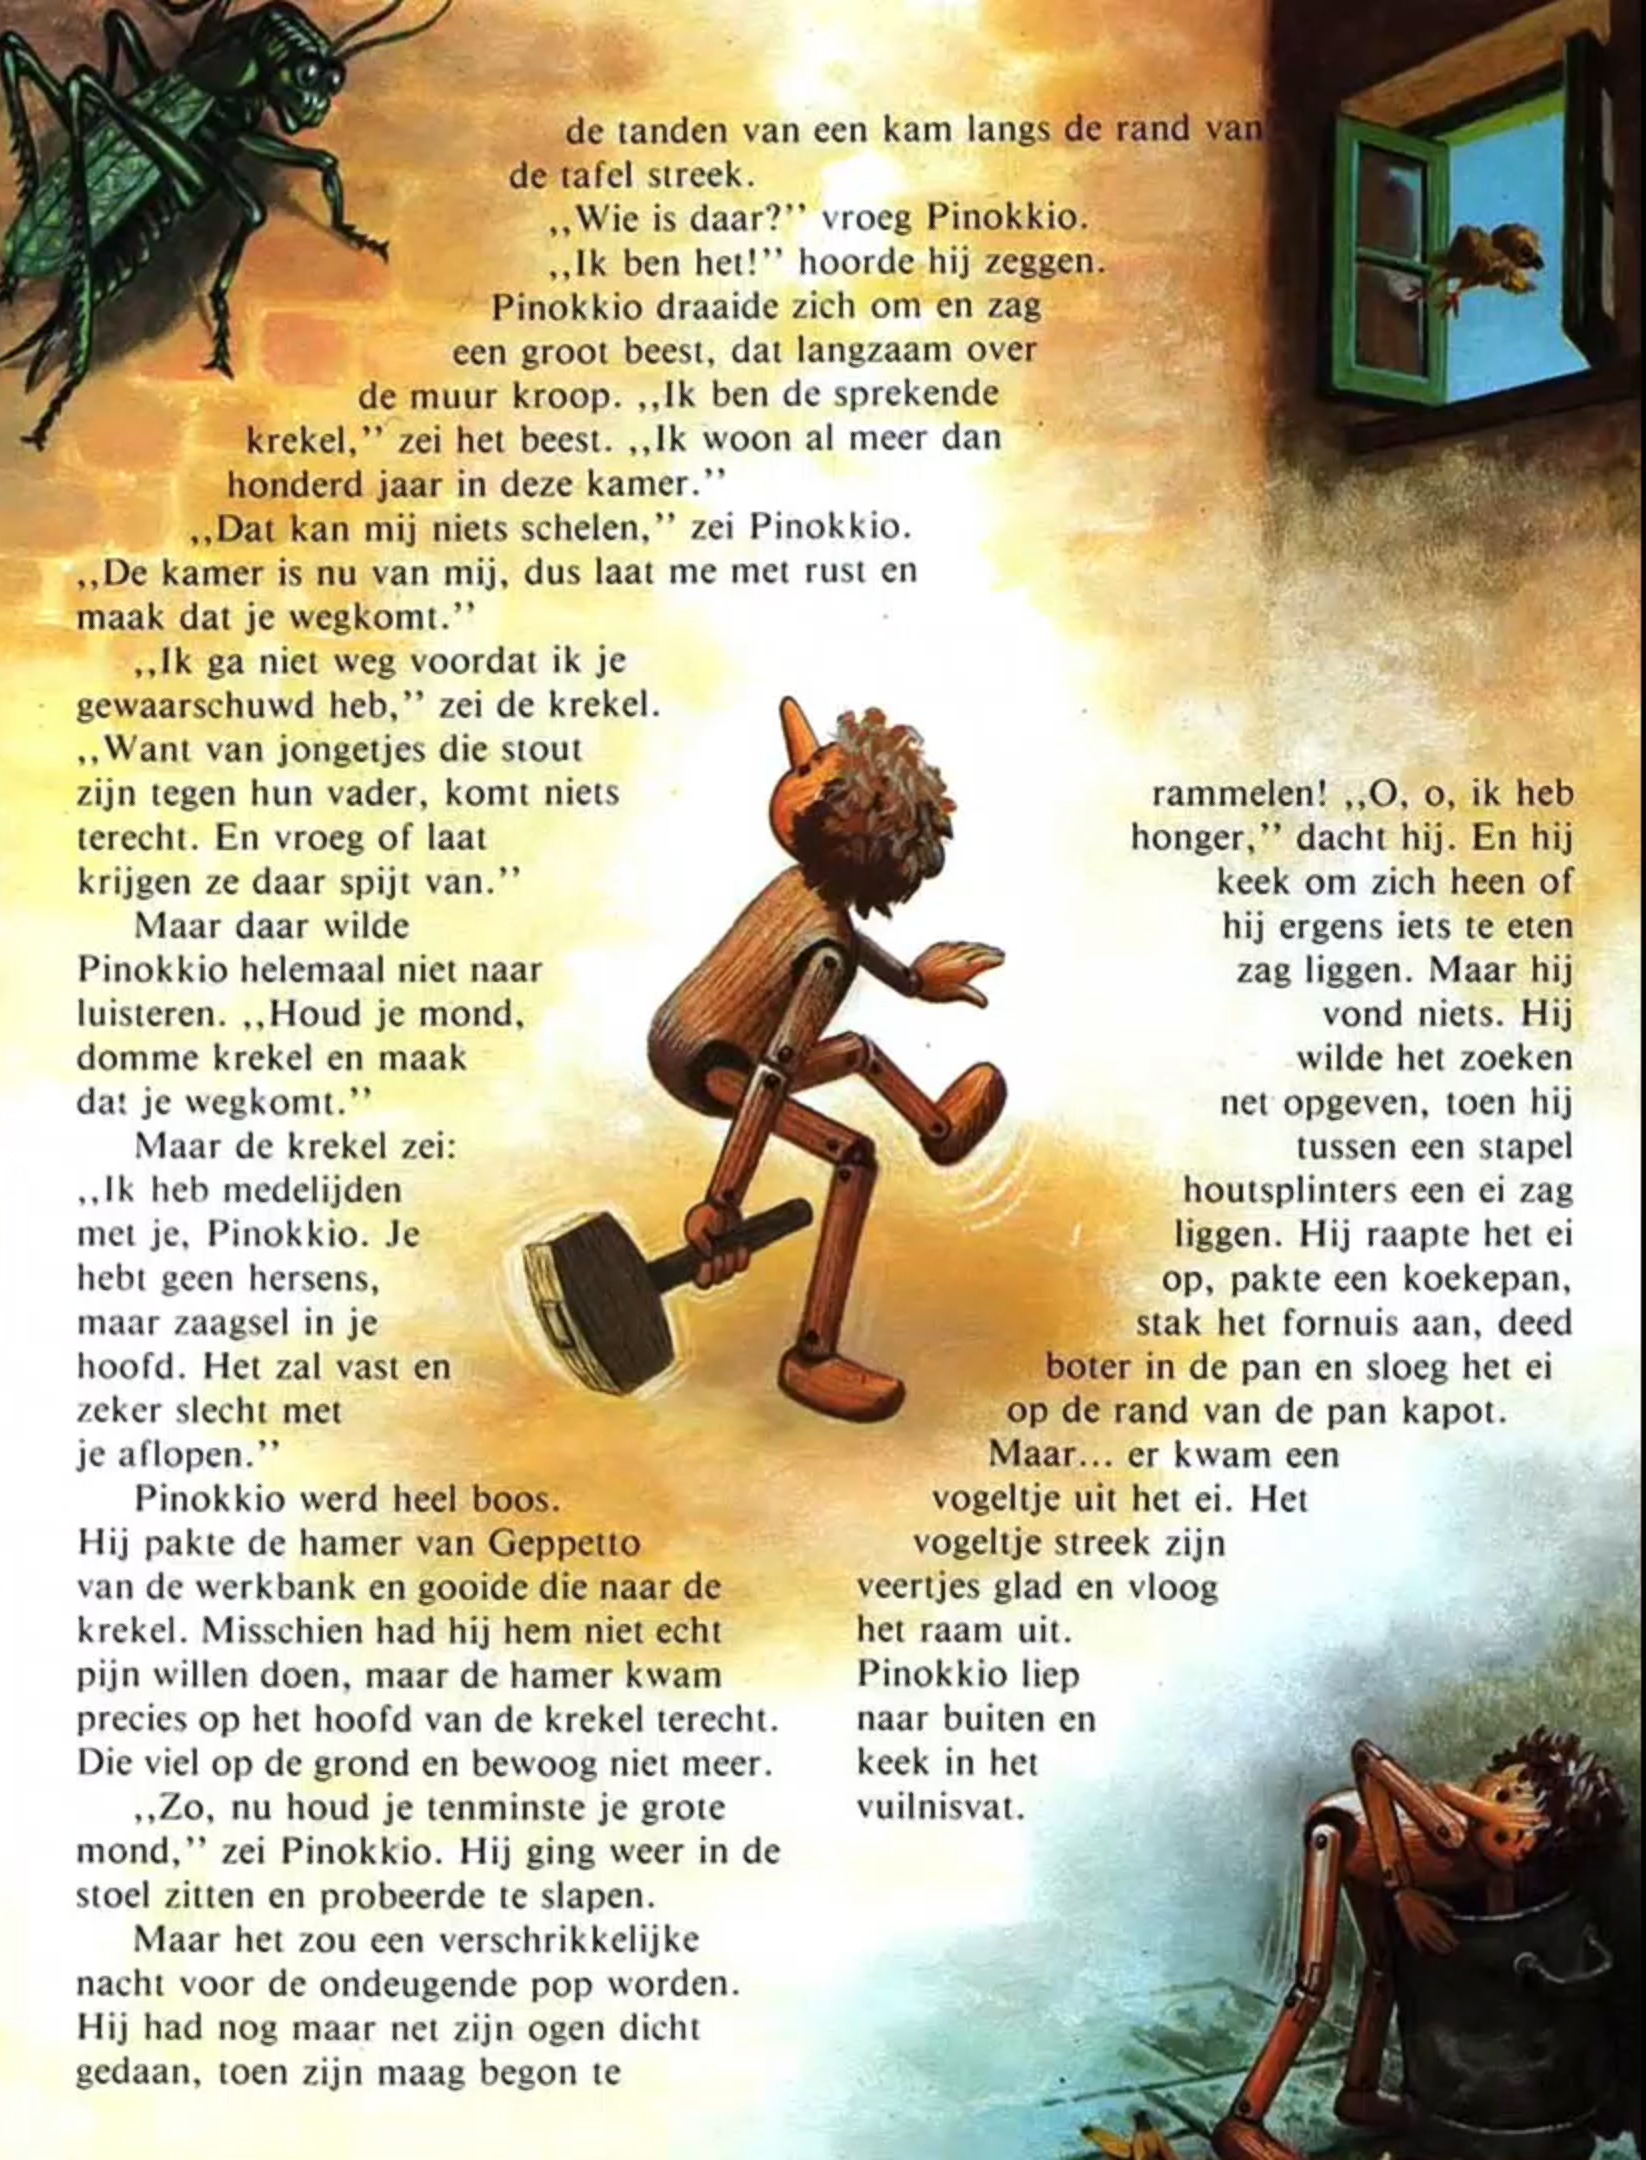 de tanden van een kam langs de rand van
de tafel streek.
,,Wie is daar?’’ vroeg Pinokkio.
,,Ik ben het!’’ hoorde hij zeggen.
Pinokkio draaide zich om en zag
een groot beest, dat langzaam over
de muur kroop. ,,Ik ben de sprekende
krekel,’’ zei het beest. ,,Ik woon al meer dan
honderd jaar in deze kamer.’’
,,Dat kan mij niets schelen,’’ zei Pinokkio.
,,De kamer is nu van mij, dus laat me met rust en
maak dat je wegkomt.’’
,,Ik ga niet weg voordat ik je
gewaarschuwd heb,’’ zei de krekel.
,,Want van jongetjes die stout
zijn tegen hun vader, komt niets
terecht. En vroeg of laat
krijgen ze daar spijt van.’’
Maar daar wilde
Pinokkio helemaal niet naar
luisteren. ,,Houd je mond,
domme krekel en maak
dat je wegkomt.’’
Maar de krekel zei:
,,Ik heb medelijden
met je, Pinokkio. Je
hebt geen hersens,
maar zaagsel in je
hoofd. Het zal vast en
zeker slecht met
je aflopen.’’
Pinokkio werd heel boos.
Hij pakte de hamer van Geppetto
van de werkbank en gooide die naar de
krekel. Misschien had hij hem niet echt
pijn willen doen, maar de hamer kwam
precies op het hoofd van de krekel terecht.
Die viel op de grond en bewoog niet meer.
,,Zo, nu houd je tenminste je grote
mond,’’ zei Pinokkio. Hij ging weer in de
stoel zitten en probeerde te slapen.
Maar het zou een verschrikkelijke
nacht voor de ondeugende pop worden.
Hij had nog maar net zijn ogen dicht
gedaan, toen zijn maag begon te
rammelen! ,,O, o, ik heb
honger,’’ dacht hij. En hij
keek om zich heen of
hij ergens iets te eten
zag liggen. Maar hij
vond niets. Hij
wilde het zoeken
net opgeven, toen hij
tussen een stapel
houtsplinters een ei zag
liggen. Hij raapte het ei
op, pakte een koekepan,
stak het fornuis aan, deed
boter in de pan en sloeg het ei
op de rand van de pan kapot.
Maar... er kwam een
vogeltje uit het ei. Het
vogeltje streek zijn
veertjes glad en vloog
het raam uit.
Pinokkio liep
naar buiten en
keek in het
vuilnisvat.